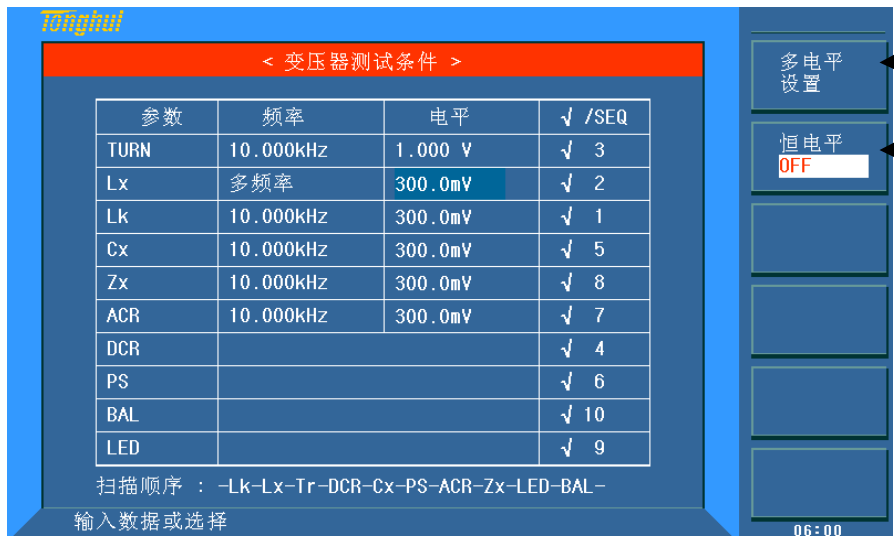 Tonghui
< 变压器测试条件 >
参数 频率 电平 √ /SEQ
TURN 10.000kHz 1.000 V √ 3
Lx 多频率 300.0mV √ 2
Lk 10.000kHz 300.0mV √ 1
Cx 10.000kHz 300.0mV √ 5
Zx 10.000kHz 300.0mV √ 8
ACR 10.000kHz 300.0mV √ 7
DCR √ 4
PS √ 6
BAL √ 10
LED √ 9
扫描顺序 : -Lk-Lx-Tr-DCR-Cx-PS-ACR-Zx-LED-BAL-
输入数据或选择
多电平
设置
恒电平
OFF
06:00